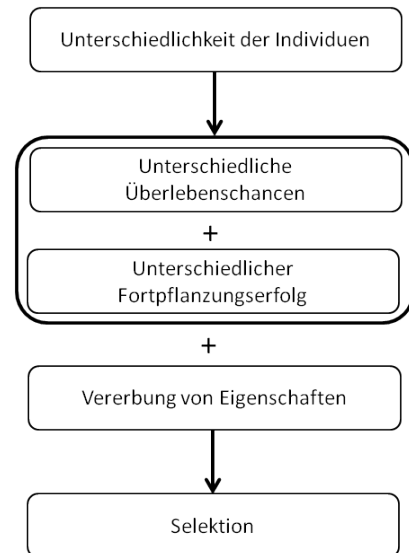 Unterschiedlichkeit der Individuen
Unterschiedliche
Überlebenschancen
+
Unterschiedlicher
Fortpflanzungserfolg
+
Vererbung von Eigenschaften
Selektion